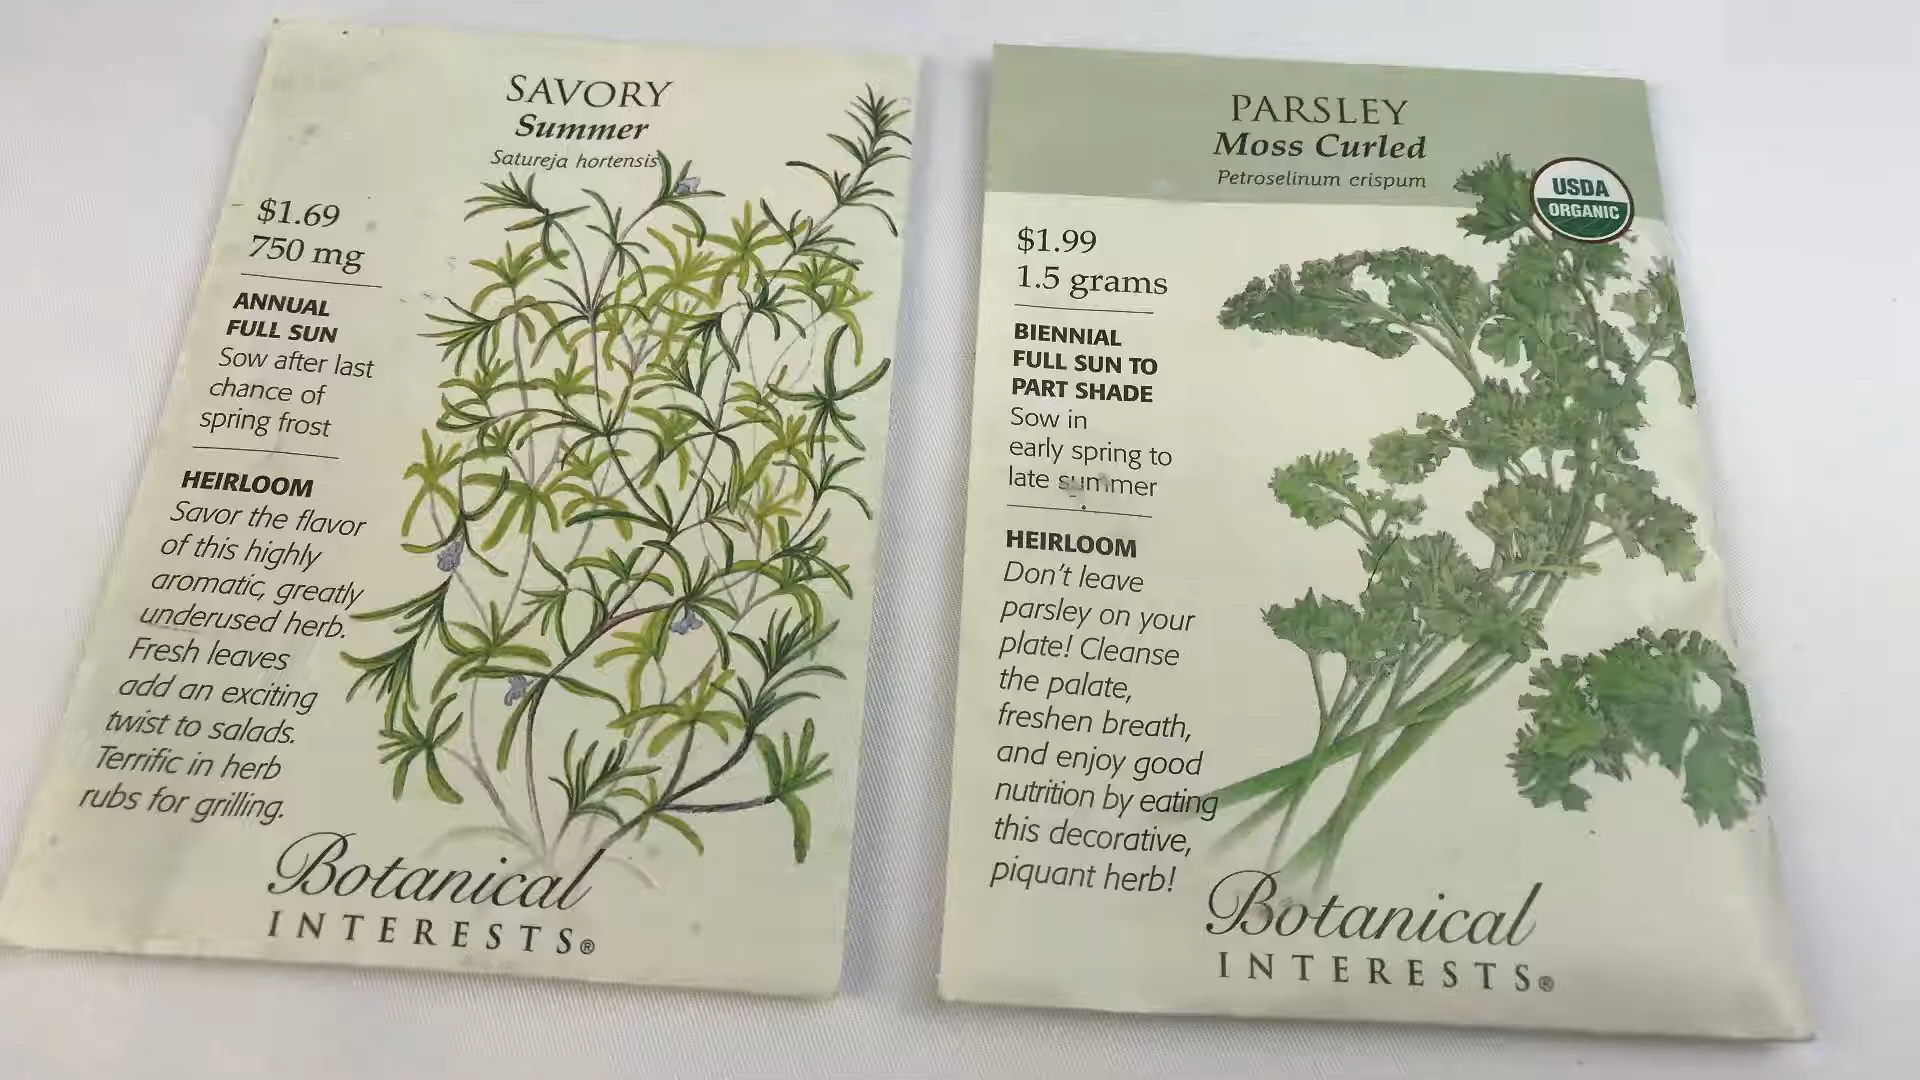 SAVORY
Summer
Satureja hortensis
$1.69
750 mg
ANNUAL
FULL SUN
Sow after last
chance of
spring frost
HEIRLOOM
Savor the flavor
of this highly
aromatic, greatly
underused herb.
Fresh leaves
add an exciting
twist to salads.
Terrific in herb
rubs for grilling.
Botanical
INTERESTS®
PARSLEY
Moss Curled
Petroselinum crispum
USDA
ORGANIC
$1.99
1.5 grams
BIENNIAL
FULL SUN TO
PART SHADE
Sow in
early spring to
late summer
HEIRLOOM
Don't leave
parsley on your
plate! Cleanse
the palate,
freshen breath,
and enjoy good
nutrition by eating
this decorative,
piquant herb!
Botanical
INTERESTS®